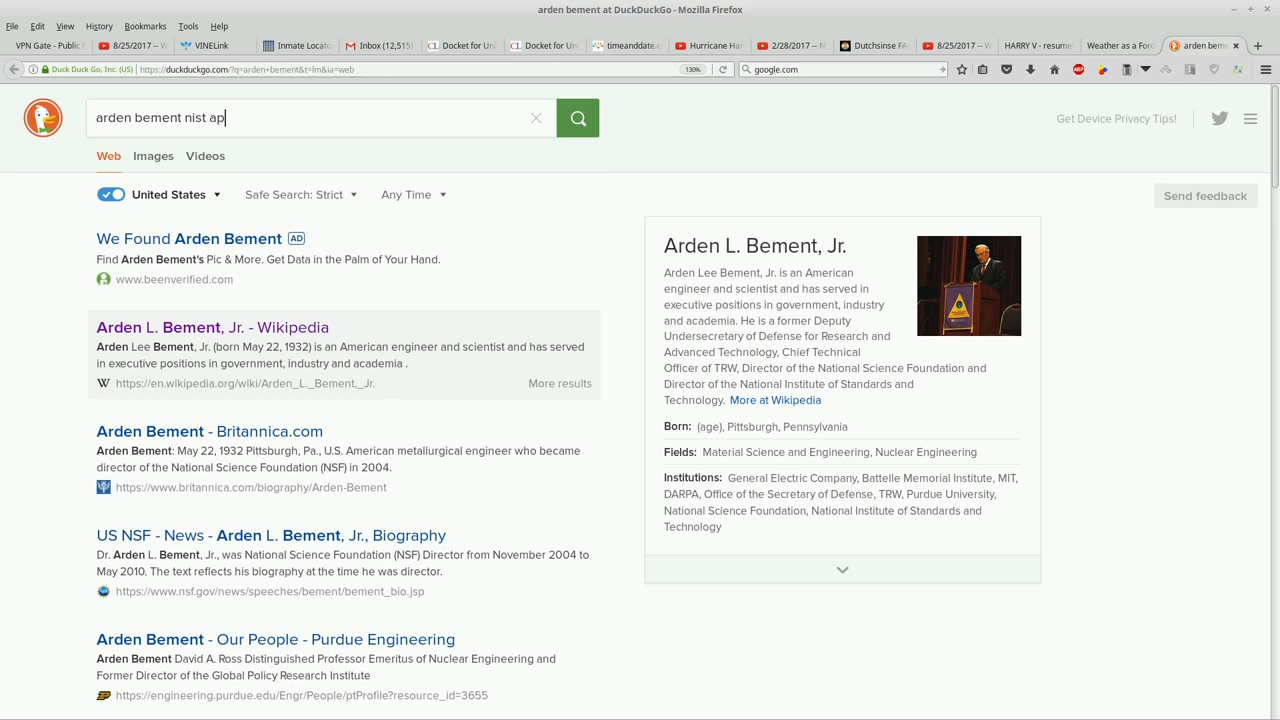 arden bement at DuckDuckGo - Mozilla Firefox
File Edit View History Bookmarks Tools Help
VPN Gate - Public
8/25/2017 -- W
VINELink
Inmate Locato
Inbox (12,515)
Docket for Uni
Docket for Uni
timeanddate.c
Hurricane Ha
2/28/2017 -- N
Dutchsinse FA
8/25/2017 -- W
HARRY V - resume
Weather as a Forc
arden beme
Duck Duck Go, Inc. (US)
https://duckduckgo.com/?q=arden+bement&t=lm&ia=web
130%
google.com
ABP
arden bement nist ap
Get Device Privacy Tips!
Web Images Videos
United States
Safe Search: Strict
Any Time
Send feedback
We Found Arden Bement AD
Find Arden Bement's Pic & More. Get Data in the Palm of Your Hand.
www.beenverified.com
Arden L. Bement, Jr. - Wikipedia
Arden Lee Bement, Jr. (born May 22, 1932) is an American engineer and scientist and has served
in executive positions in government, industry and academia .
W https://en.wikipedia.org/wiki/Arden_L._Bement,_Jr.
More results
Arden Bement - Britannica.com
Arden Bement: May 22, 1932 Pittsburgh, Pa., U.S. American metallurgical engineer who became
director of the National Science Foundation (NSF) in 2004.
https://www.britannica.com/biography/Arden-Bement
US NSF - News - Arden L. Bement, Jr., Biography
Dr. Arden L. Bement, Jr., was National Science Foundation (NSF) Director from November 2004 to
May 2010. The text reflects his biography at the time he was director.
https://www.nsf.gov/news/speeches/bement/bement_bio.jsp
Arden Bement - Our People - Purdue Engineering
Arden Bement David A. Ross Distinguished Professor Emeritus of Nuclear Engineering and
Former Director of the Global Policy Research Institute
https://engineering.purdue.edu/Engr/People/ptProfile?resource_id=3655
Arden L. Bement, Jr.
Arden Lee Bement, Jr. is an American
engineer and scientist and has served in
executive positions in government, industry
and academia. He is a former Deputy
Undersecretary of Defense for Research and
Advanced Technology, Chief Technical
Officer of TRW, Director of the National Science Foundation and
Director of the National Institute of Standards and
Technology. More at Wikipedia
Born: (age), Pittsburgh, Pennsylvania
Fields: Material Science and Engineering, Nuclear Engineering
Institutions: General Electric Company, Battelle Memorial Institute, MIT,
DARPA, Office of the Secretary of Defense, TRW, Purdue University,
National Science Foundation, National Institute of Standards and
Technology